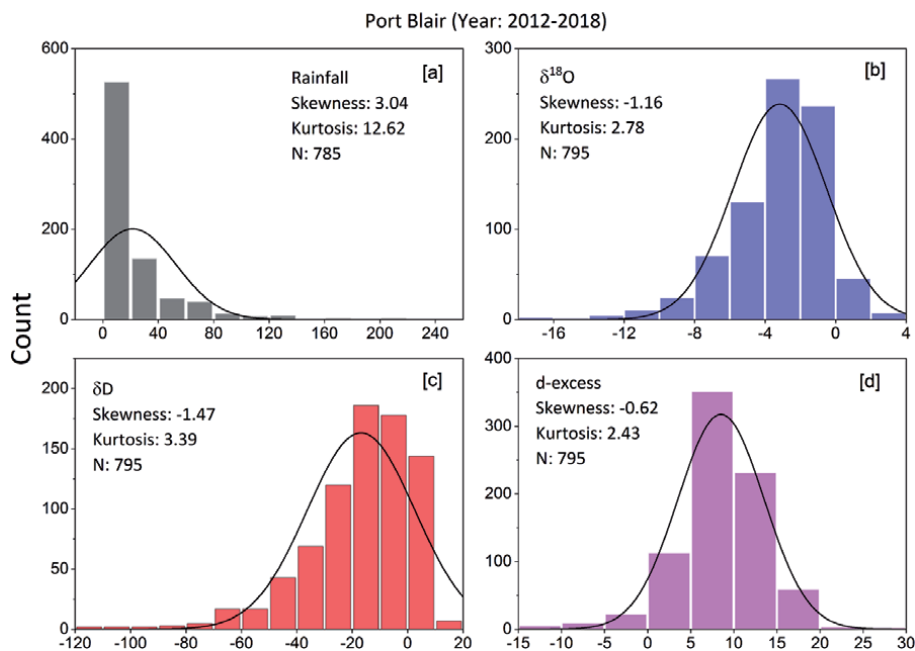 Port Blair (Year: 2012-2018)
Count
600
400
200
0
Rainfall
Skewness: 3.04
Kurtosis: 12.62
N: 785
[a]
0 40 80 120 160 200 240
300
200
100
0
δ¹⁸O
Skewness: -1.16
Kurtosis: 2.78
N: 795
[b]
-16 -12 -8 -4 0 4
200
150
100
50
0
δD
Skewness: -1.47
Kurtosis: 3.39
N: 795
[c]
-120 -100 -80 -60 -40 -20 0 20
400
300
200
100
0
d-excess
Skewness: -0.62
Kurtosis: 2.43
N: 795
[d]
-15 -10 -5 0 5 10 15 20 25 30